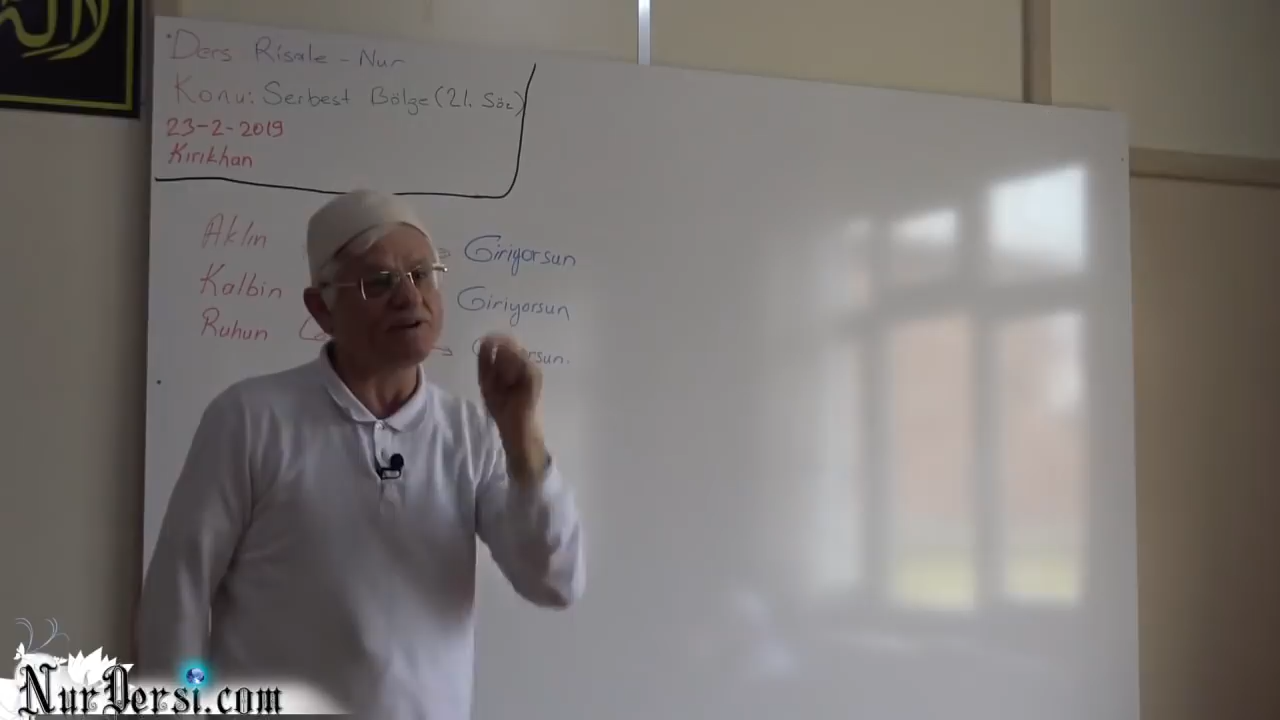 Ders Risale-Nur
Konu: Serbest Bölge (21. Söz)
23-2-2019
Kırıkhan
Aklın Giriyorsun
Kalbin Giriyorsun
Ruhun
NurDersi.com